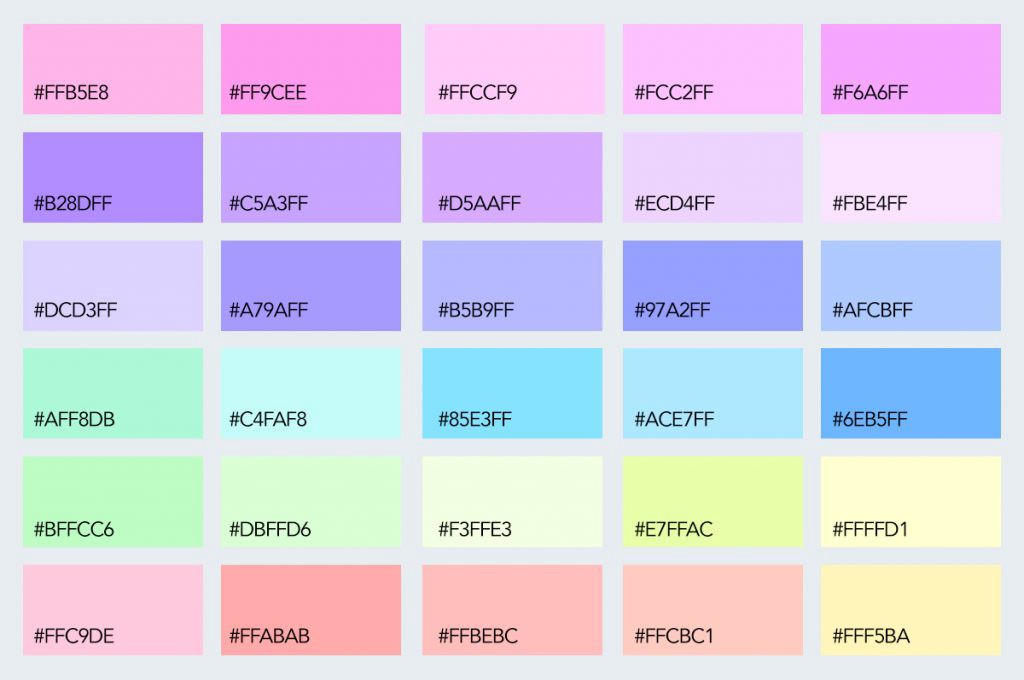 #FFB5E8 #FF9CEE #FFCCF9 #FCC2FF #F6A6FF
#B28DFF #C5A3FF #D5AAFF #ECD4FF #FBE4FF
#DCD3FF #A79AFF #B5B9FF #97A2FF #AFCBFF
#AFF8DB #C4FAF8 #85E3FF #ACE7FF #6EB5FF
#BFFCC6 #DBFFD6 #F3FFE3 #E7FFAC #FFFFD1
#FFC9DE #FFABAB #FFBEBC #FFCBC1 #FFF5BA